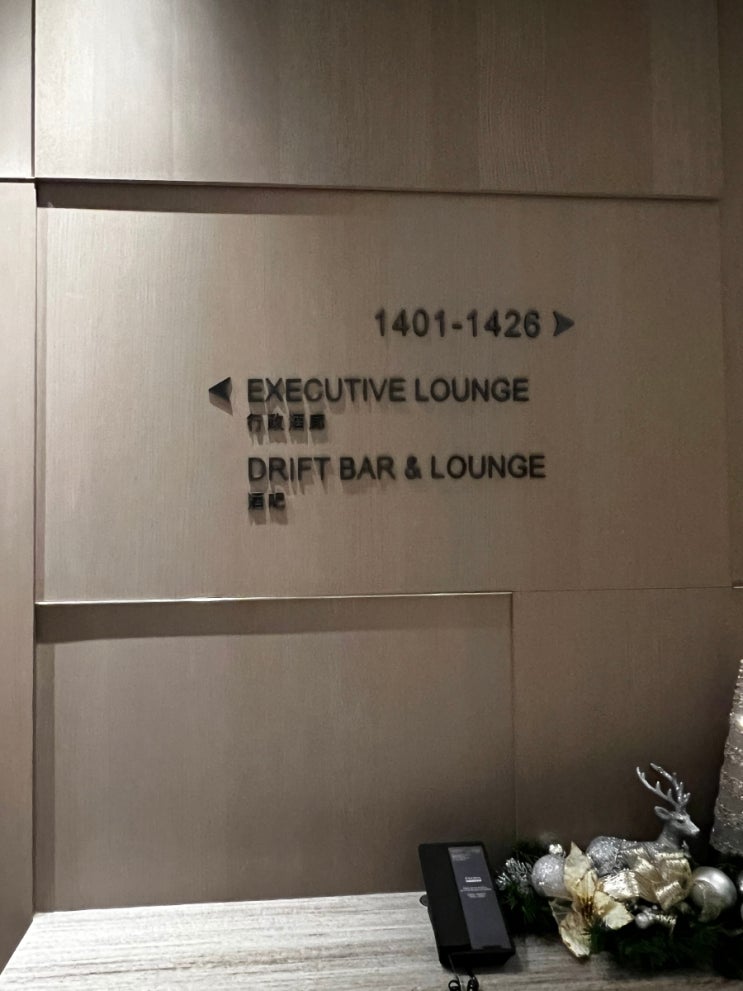 1401-1426
EXECUTIVE LOUNGE
行政酒廊
DRIFT BAR & LOUNGE
酒吧